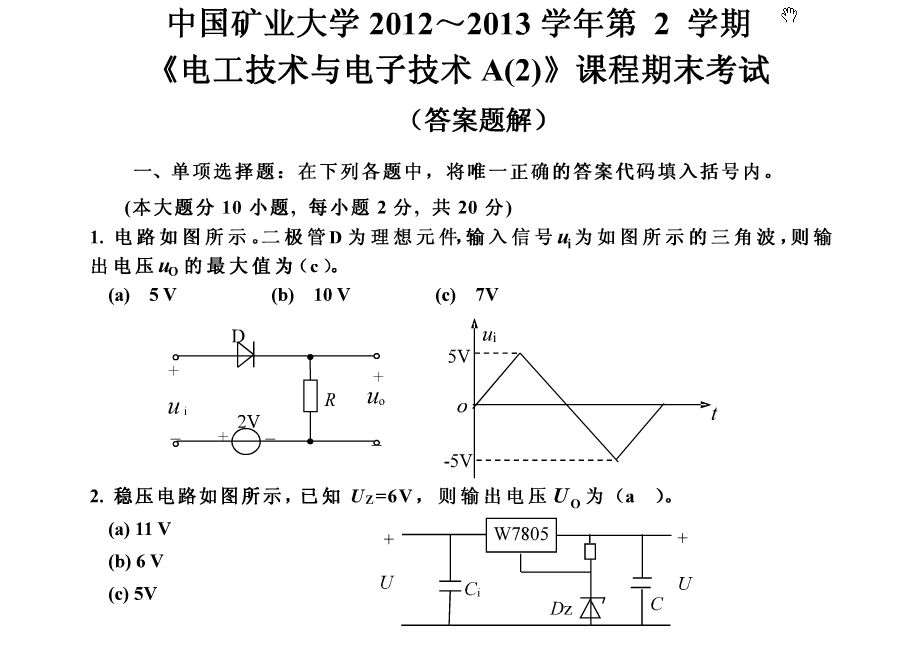 中国矿业大学 2012～2013 学年第 2 学期
《电工技术与电子技术 A(2)》课程期末考试
（答案题解）
一、单项选择题：在下列各题中，将唯一正确的答案代码填入括号内。
(本大题分 10 小题, 每小题 2 分, 共 20 分)
1. 电路如图所示。二极管D 为理想元件,输入信号 ui为如图所示的三角波,则输
出电压uO 的最大值为（c ）。
(a) 5 V (b) 10 V (c) 7V
D
+
u i
−
+ 2V −
R
+
uo
−
ui
5V
o
t
-5V
2. 稳压电路如图所示, 已知 UZ=6V， 则输出电压 UO 为（a ）。
(a) 11 V
(b) 6 V
(c) 5V
+
U
W7805
Ci
DZ
C
+
U